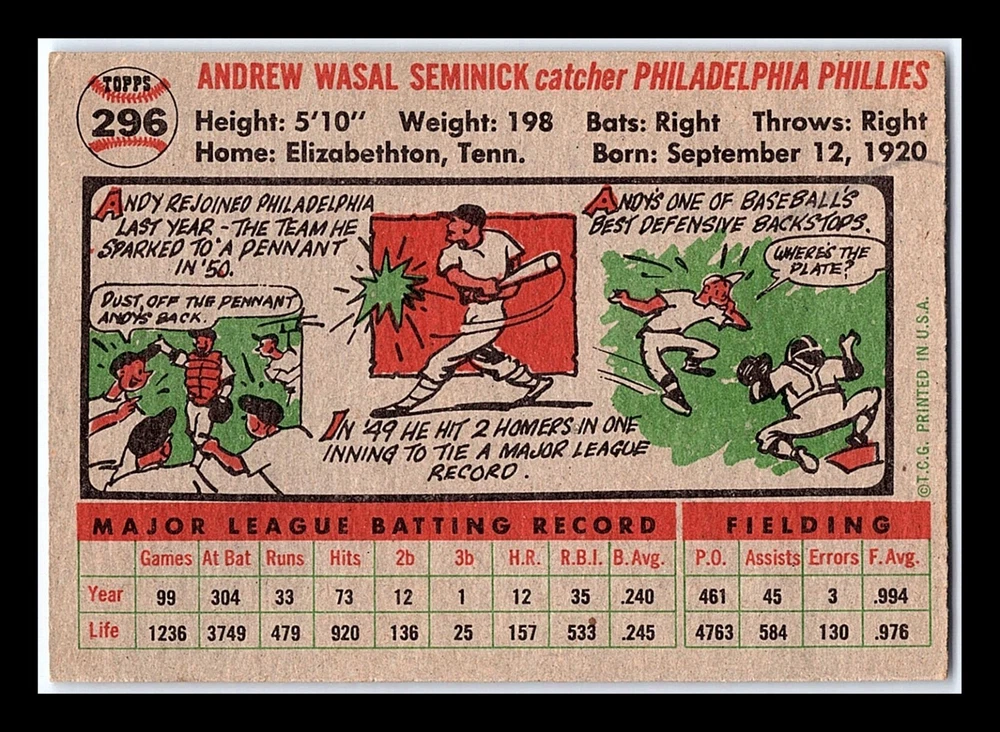 TOPPS
296
ANDREW WASAL SEMINICK catcher PHILADELPHIA PHILLIES
Height: 5'10" Weight: 198 Bats: Right Throws: Right
Home: Elizabethton, Tenn. Born: September 12, 1920
ANDY REJOINED PHILADELPHIA
LAST YEAR - THE TEAM HE
SPARKED TO A PENNANT
IN '50.
DUST OFF THE PENNANT
ANDY'S BACK.
IN '49 HE HIT 2 HOMERS IN ONE
INNING TO TIE A MAJOR LEAGUE
RECORD.
ANDY'S ONE OF BASEBALL'S
BEST DEFENSIVE BACKSTOPS.
WHERE'S THE
PLATE?
©T.C.G. PRINTED IN U.S.A.
MAJOR LEAGUE BATTING RECORD FIELDING
Games At Bat Runs Hits 2b 3b H.R. R.B.I. B. Avg. P.O. Assists Errors F. Avg.
Year 99 304 33 73 12 1 12 35 .240 461 45 3 .994
Life 1236 3749 479 920 136 25 157 533 .245 4763 584 130 .976